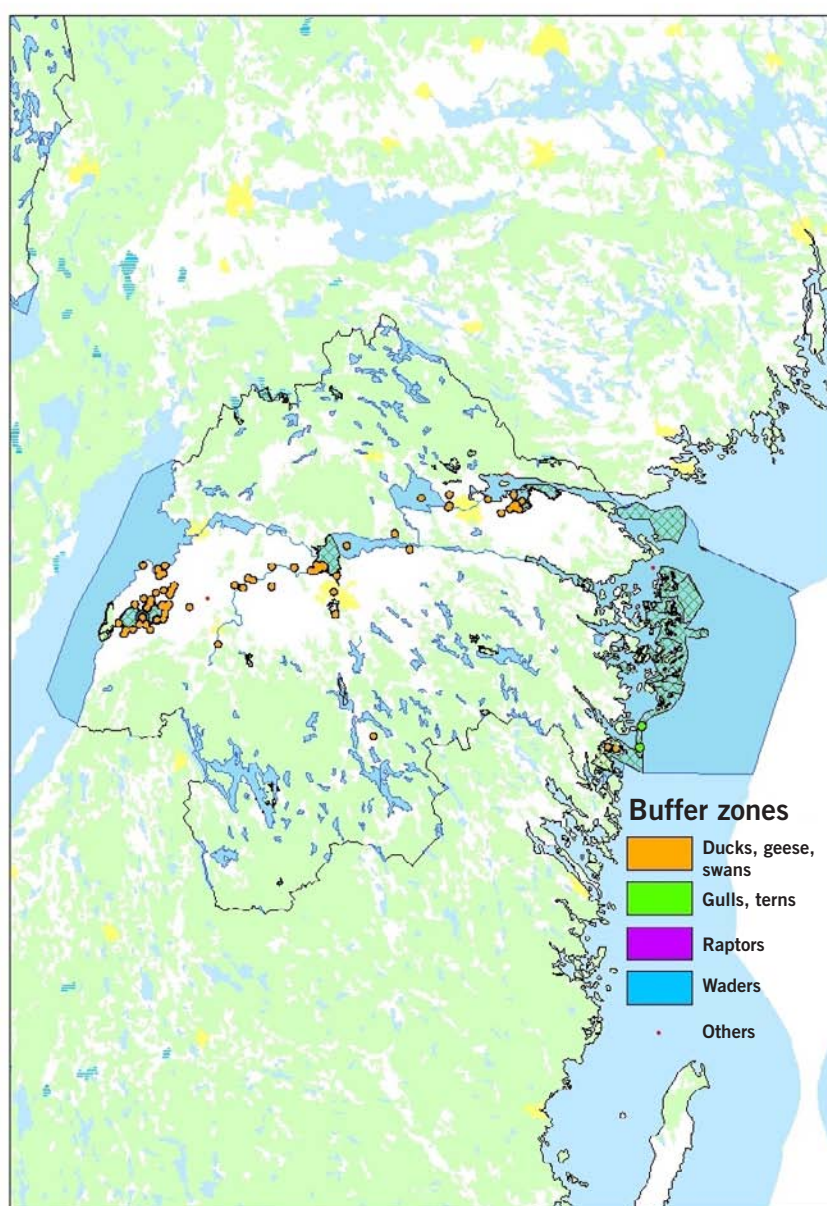 Buffer zones
Ducks, geese,
swans
Gulls, terns
Raptors
Waders
Others